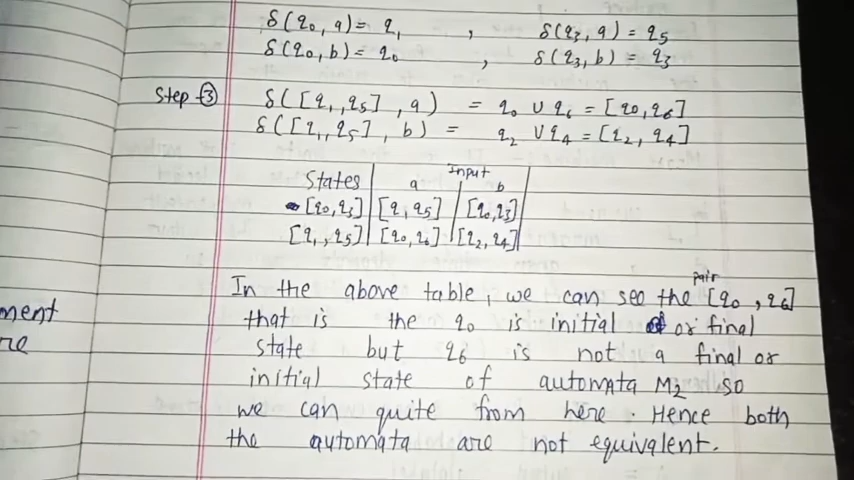 δ(q0, a) = q1 , δ(q3, a) = q5
δ(q0, b) = q0 , δ(q3, b) = q3
Step-3 δ([q1, q5], a) = q0 ∪ q6 = [q0, q6]
δ([q1, q5], b) = q2 ∪ q4 = [q2, q4]
States Input
a b
[q0, q3] [q1, q5] [q0, q3]
[q1, q5] [q0, q6] [q2, q4]
pair
In the above table, we can see the [q0, q6]
ment that is the q0 is initial or final
re state but q6 is not a final or
initial state of automata M2 so
we can quite from here. Hence both
the automata are not equivalent.